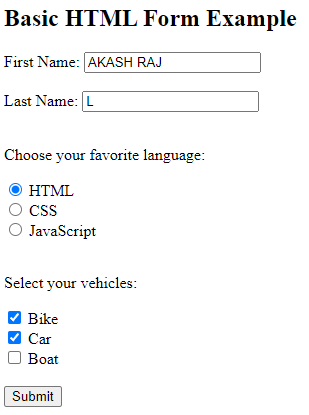 Basic HTML Form Example
First Name: AKASH RAJ
Last Name: L
Choose your favorite language:
HTML
CSS
JavaScript
Select your vehicles:
Bike
Car
Boat
Submit